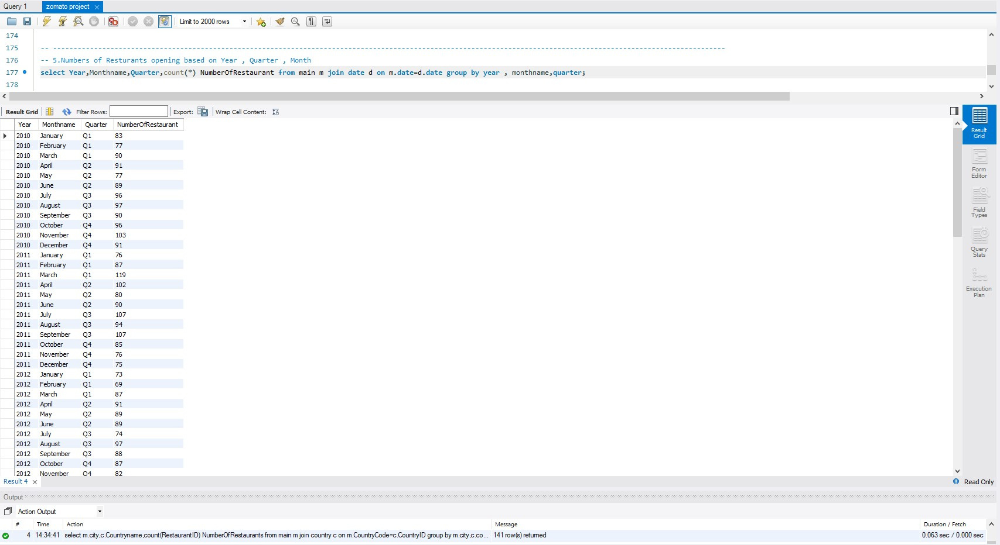 Query 1 zomato project
Limit to 2000 rows
174
175 -- --------------------------------------------------------------------------------------------------------------------------------------------------------------------
176 -- 5.Numbers of Resturants opening based on Year , Quarter , Month
177 select Year,Monthname,Quarter,count(*) NumberOfRestaurant from main m join date d on m.date=d.date group by year , monthname,quarter;
178
Result Grid Filter Rows: Export: Wrap Cell Content:
Year Monthname Quarter NumberOfRestaurant
2010 January Q1 83
2010 February Q1 77
2010 March Q1 90
2010 April Q2 91
2010 May Q2 77
2010 June Q2 89
2010 July Q3 96
2010 August Q3 97
2010 September Q3 90
2010 October Q4 96
2010 November Q4 103
2010 December Q4 91
2011 January Q1 76
2011 February Q1 87
2011 March Q1 119
2011 April Q2 102
2011 May Q2 80
2011 June Q2 90
2011 July Q3 107
2011 August Q3 94
2011 September Q3 107
2011 October Q4 85
2011 November Q4 76
2011 December Q4 75
2012 January Q1 73
2012 February Q1 69
2012 March Q1 87
2012 April Q2 91
2012 May Q2 89
2012 June Q2 89
2012 July Q3 74
2012 August Q3 97
2012 September Q3 88
2012 October Q4 87
2012 November Q4 82
Result
Grid
Form
Editor
Field
Types
Query
Stats
Execution
Plan
Result 4 Read Only
Output
Action Output
# Time Action Message Duration / Fetch
4 14:34:41 select m.city,c.Countryname,count(RestaurantID) NumberOfRestaurants from main m join country c on m.CountryCode=c.CountryID group by m.city,c.co... 141 row(s) returned 0.063 sec / 0.000 sec